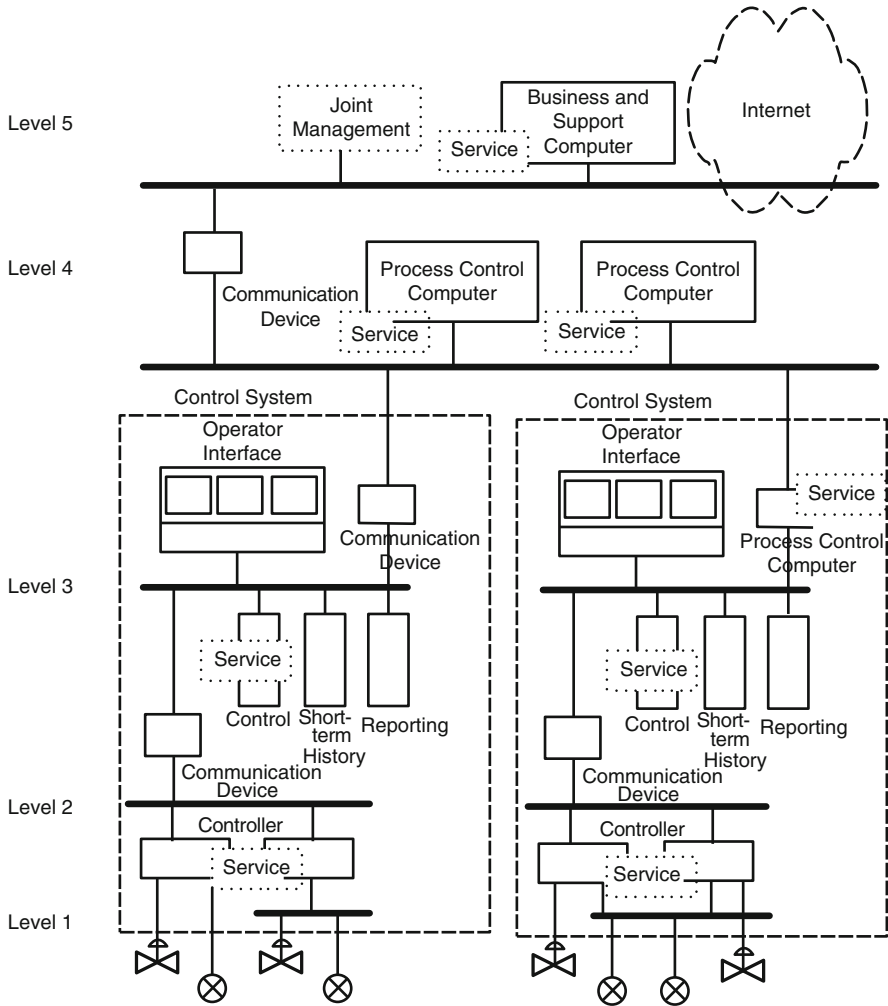 Level 5
Joint
Management
Service
Business and
Support
Computer
Internet
Level 4
Communication
Device
Process Control
Computer
Service
Process Control
Computer
Service
Control System
Operator
Interface
Communication
Device
Control System
Operator
Interface
Service
Process Control
Computer
Level 3
Service
Control
Short-
term
History
Reporting
Communication
Device
Service
Control
Short-
term
History
Reporting
Communication
Device
Level 2
Controller
Service
Controller
Service
Level 1